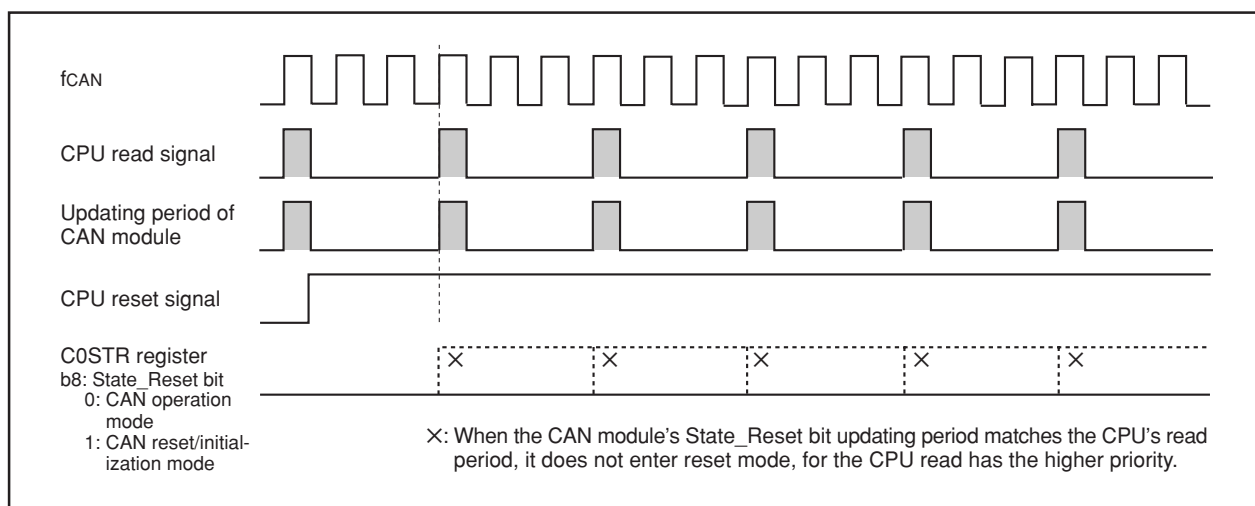 fCAN
CPU read signal
Updating period of
CAN module
CPU reset signal
C0STR register
b8: State_Reset bit
0: CAN operation
mode
1: CAN reset/initial-
ization mode
×: When the CAN module's State_Reset bit updating period matches the CPU's read
period, it does not enter reset mode, for the CPU read has the higher priority.